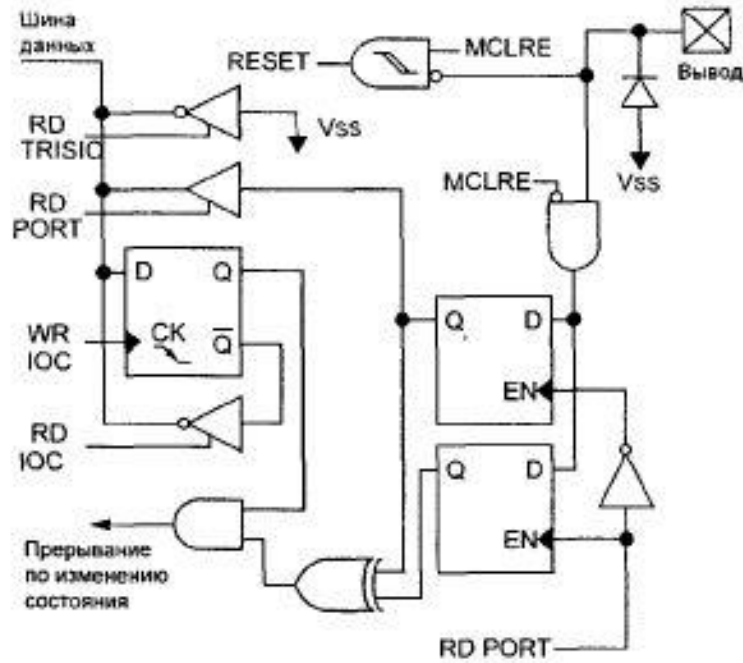 Шина
данных
RESET
MCLRE
Вывод
RD
TRISIO
Vss
Vss
RD
PORT
MCLRE
D
Q
Q
D
WR
IOC
CK
Q
EN
RD
IOC
Q
D
EN
Прерывание
по изменению
состояния
RD PORT